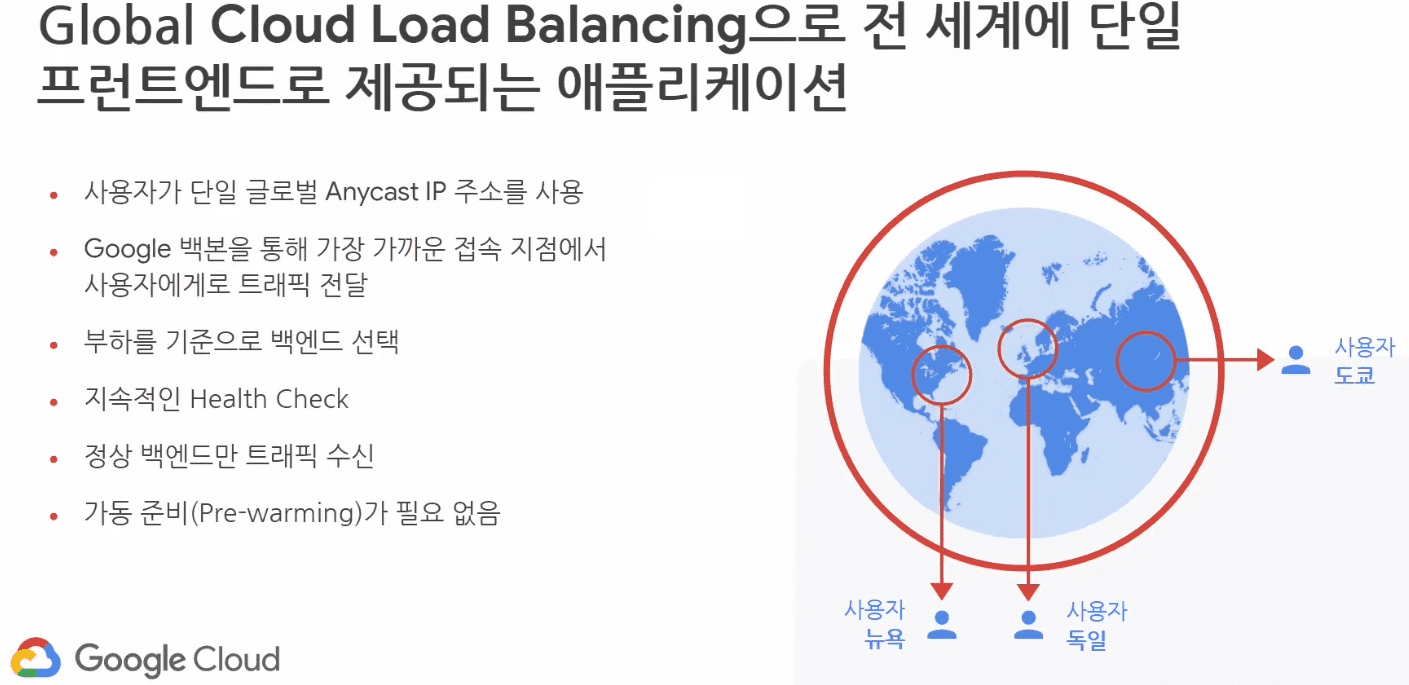 Global Cloud Load Balancing으로 전 세계에 단일
프런트엔드로 제공되는 애플리케이션
• 사용자가 단일 글로벌 Anycast IP 주소를 사용
• Google 백본을 통해 가장 가까운 접속 지점에서
사용자에게로 트래픽 전달
• 부하를 기준으로 백엔드 선택
• 지속적인 Health Check
• 정상 백엔드만 트래픽 수신
• 가동 준비(Pre-warming)가 필요 없음
사용자
도쿄
사용자
뉴욕
사용자
독일
Google Cloud